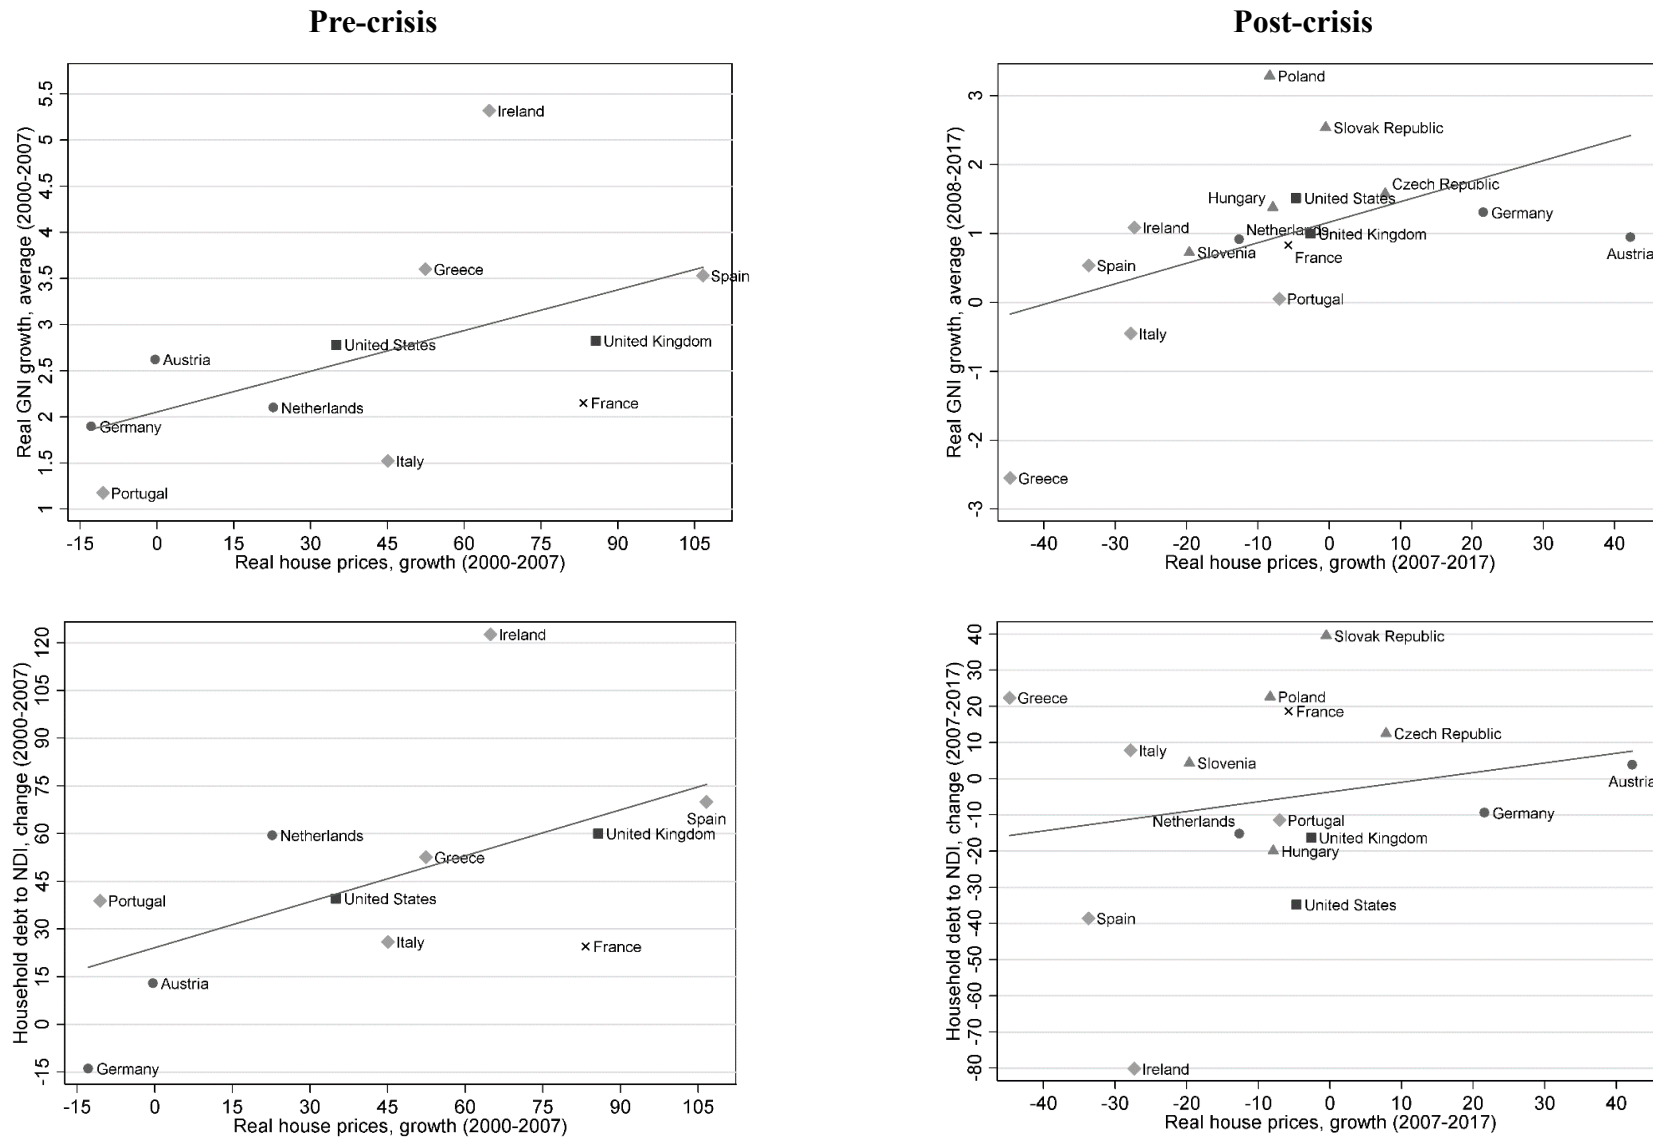 Pre-crisis
Post-crisis
Real GNI growth, average (2000-2007)
5.5
5
4.5
4
3.5
3
2.5
2
1.5
1
Ireland
Greece
Spain
United States
United Kingdom
Austria
Netherlands
France
Germany
Italy
Portugal
-15 0 15 30 45 60 75 90 105
Real house prices, growth (2000-2007)
Real GNI growth, average (2008-2017)
3
2
1
0
-1
-2
-3
Poland
Slovak Republic
Czech Republic
Hungary
United States
Germany
Ireland
Netherlands
United Kingdom
Austria
Slovenia
France
Spain
Portugal
Italy
Greece
-40 -30 -20 -10 0 10 20 30 40
Real house prices, growth (2007-2017)
Household debt to NDI, change (2000-2007)
120
105
90
75
60
45
30
15
0
-15
Ireland
Spain
Netherlands
United Kingdom
Greece
Portugal
United States
Italy
France
Austria
Germany
-15 0 15 30 45 60 75 90 105
Real house prices, growth (2000-2007)
Household debt to NDI, change (2007-2017)
40
30
20
10
0
-10
-20
-30
-40
-50
-60
-70
-80
Slovak Republic
Greece
Poland
France
Czech Republic
Italy
Slovenia
Austria
Germany
Netherlands
Portugal
United Kingdom
Hungary
United States
Spain
Ireland
-40 -30 -20 -10 0 10 20 30 40
Real house prices, growth (2007-2017)